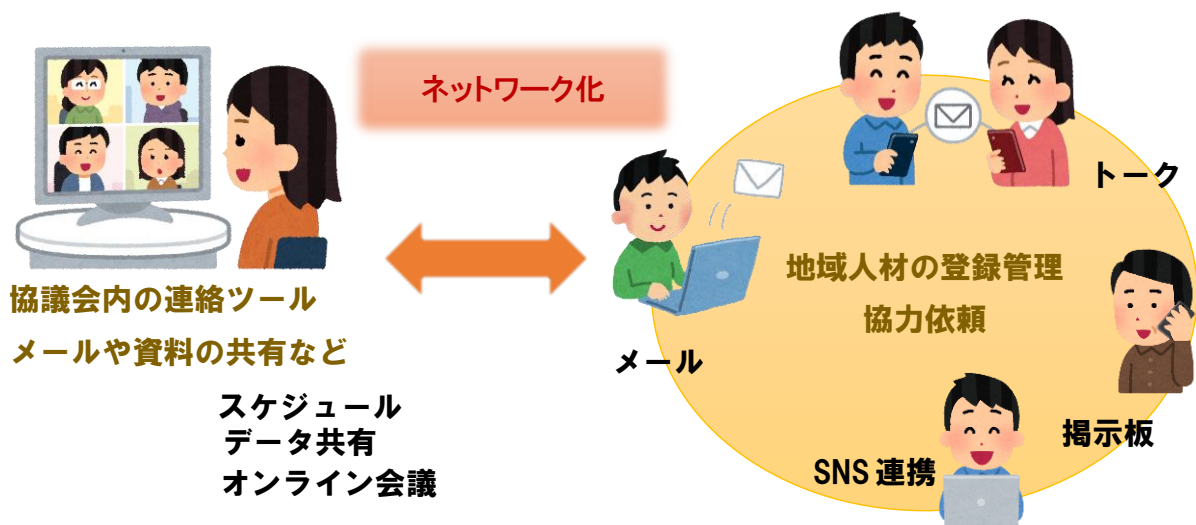 ネットワーク化
協議会内の連絡ツール
メールや資料の共有など
スケジュール
データ共有
オンライン会議
トーク
地域人材の登録管理
協力依頼
メール
掲示板
SNS連携